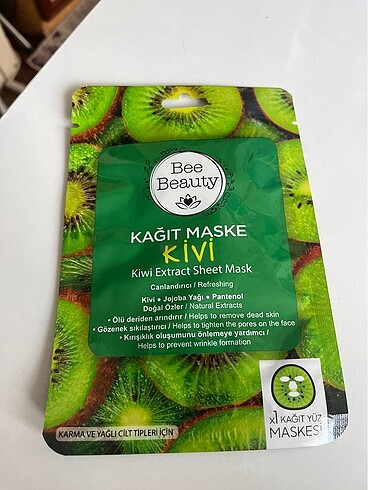 Bee
Beauty
KAĞIT MASKE
KİVİ
Kiwi Extract Sheet Mask
Canlandırıcı / Refreshing
Kivi • Jojoba Yağı • Pantenol
Doğal Özler / Natural Extracts
• Ölü deriden arındırır / Helps to remove dead skin
• Gözenek sıkılaştırıcı / Helps to tighten the pores on the face
• Kırışıklık oluşumunu önlemeye yardımcı /
Helps to prevent wrinkle formation
x1 KAĞIT YÜZ
MASKESİ
KARMA VE YAĞLI CİLT TİPLERİ İÇİN